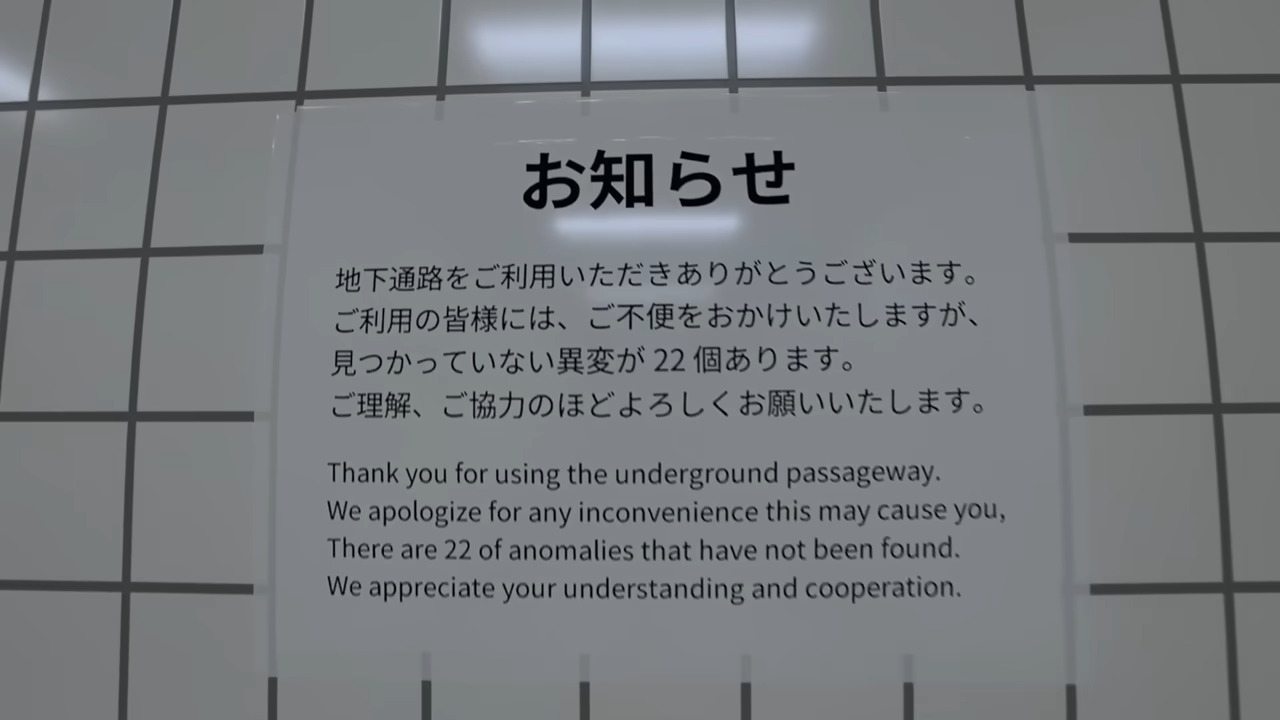 お知らせ
地下通路をご利用いただきありがとうございます。
ご利用の皆様には、ご不便をおかけいたしますが、
見つかっていない異変が 22 個あります。
ご理解、ご協力のほどよろしくお願いいたします。
Thank you for using the underground passageway.
We apologize for any inconvenience this may cause you,
There are 22 of anomalies that have not been found.
We appreciate your understanding and cooperation.